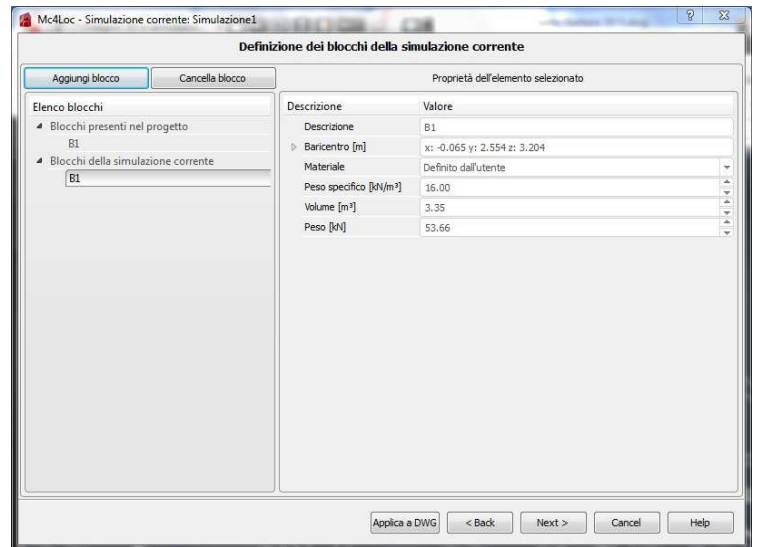 Mc4Loc - Simulazione corrente: Simulazione1
Definizione dei blocchi della simulazione corrente
Aggiungi blocco
Cancella blocco
Proprietà dell'elemento selezionato
Elenco blocchi
Blocchi presenti nel progetto
B1
Blocchi della simulazione corrente
B1
Descrizione Valore
Descrizione B1
Baricentro [m] x: -0.065 y: 2.554 z: 3.204
Materiale Definito dall'utente
Peso specifico [kN/m³] 16.00
Volume [m³] 3.35
Peso [kN] 53.66
Applica a DWG
< Back
Next >
Cancel
Help